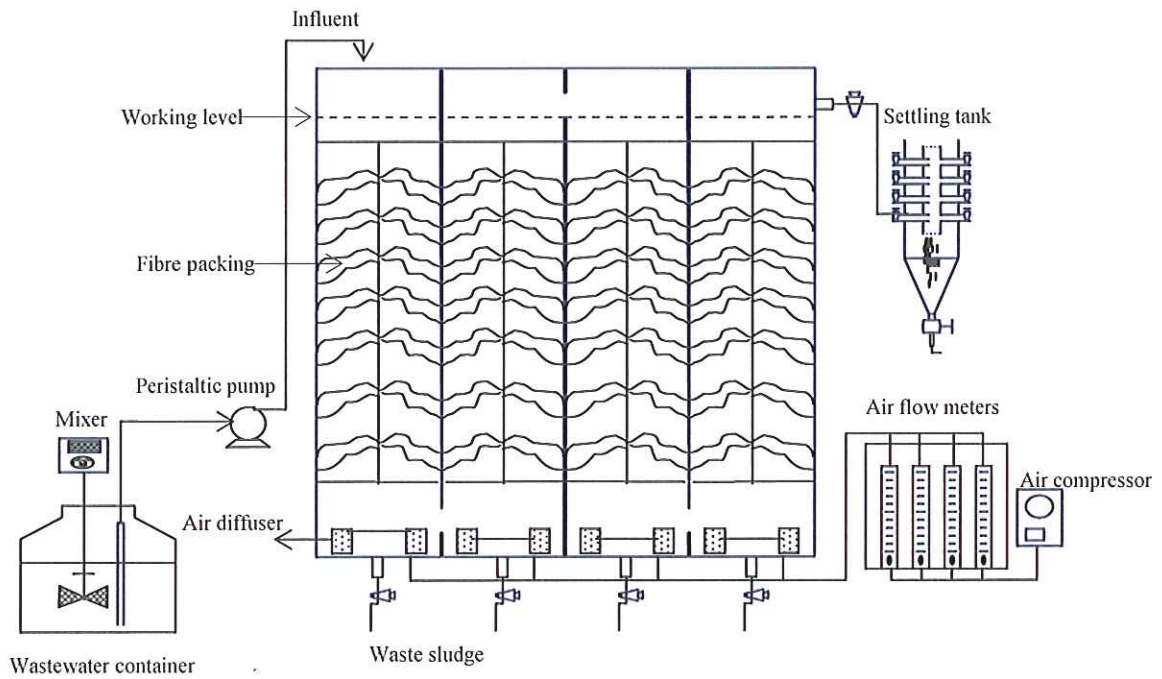 Influent
Working level
Settling tank
Fibre packing
Peristaltic pump
Mixer
Air flow meters
Air compressor
Air diffuser
Waste sludge
Wastewater container